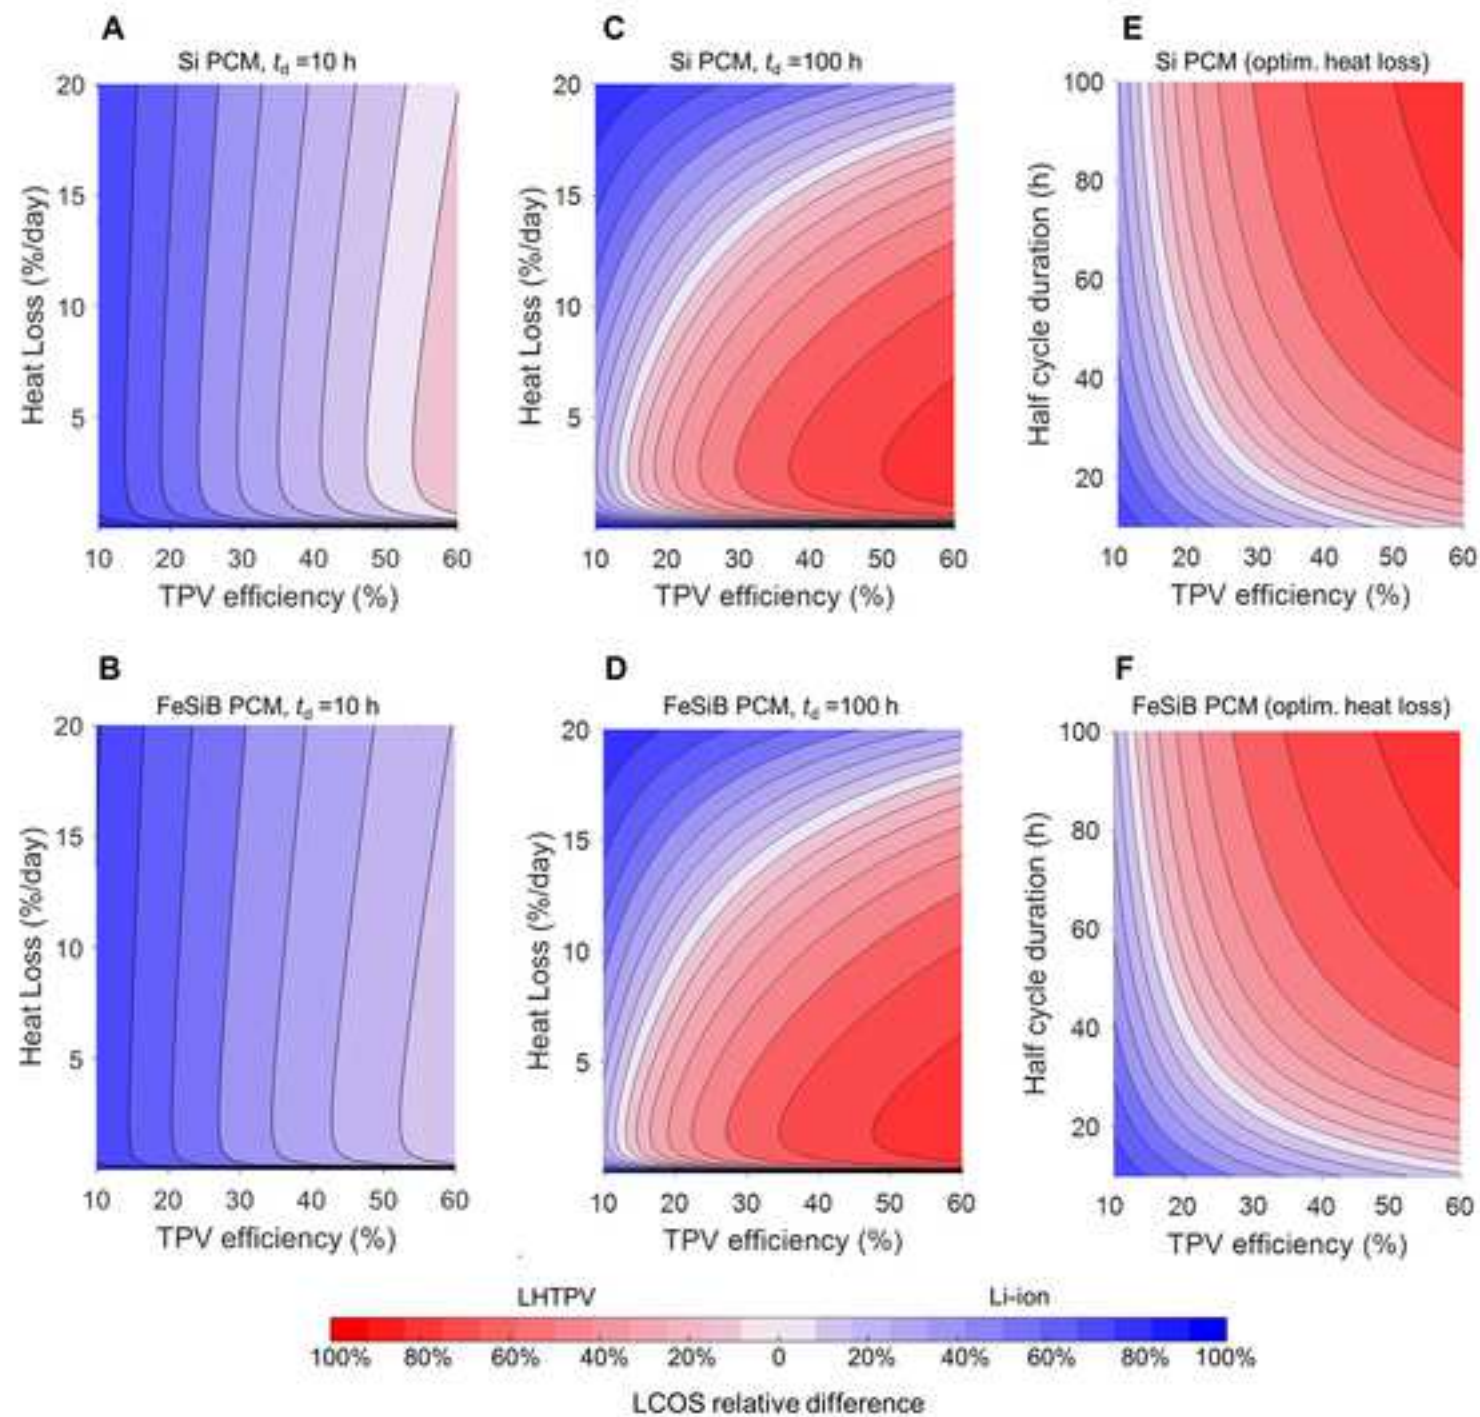 A
Si PCM, td =10 h
20
15
10
5
Heat Loss (%/day)
10 20 30 40 50 60
TPV efficiency (%)
C
Si PCM, td =100 h
20
15
10
5
Heat Loss (%/day)
10 20 30 40 50 60
TPV efficiency (%)
E
Si PCM (optim. heat loss)
100
80
60
40
20
Half cycle duration (h)
10 20 30 40 50 60
TPV efficiency (%)
B
FeSiB PCM, td =10 h
20
15
10
5
Heat Loss (%/day)
10 20 30 40 50 60
TPV efficiency (%)
D
FeSiB PCM, td =100 h
20
15
10
5
Heat Loss (%/day)
10 20 30 40 50 60
TPV efficiency (%)
F
FeSiB PCM (optim. heat loss)
100
80
60
40
20
Half cycle duration (h)
10 20 30 40 50 60
TPV efficiency (%)
LHTPV Li-ion
100% 80% 60% 40% 20% 0 20% 40% 60% 80% 100%
LCOS relative difference